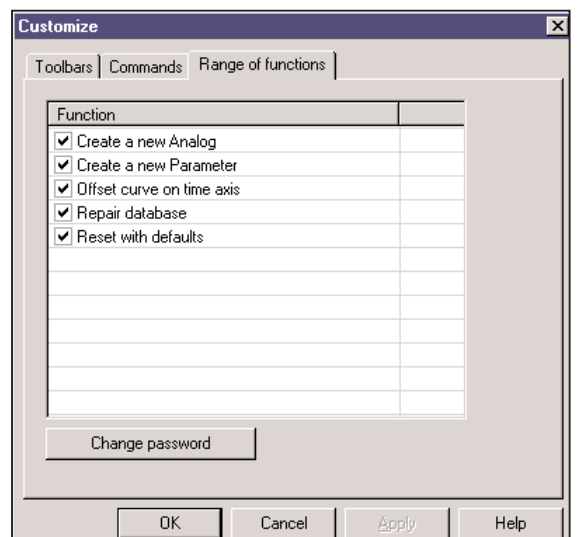 Customize
Toolbars Commands Range of functions
Function
Create a new Analog
Create a new Parameter
Offset curve on time axis
Repair database
Reset with defaults
Change password
OK Cancel Apply Help